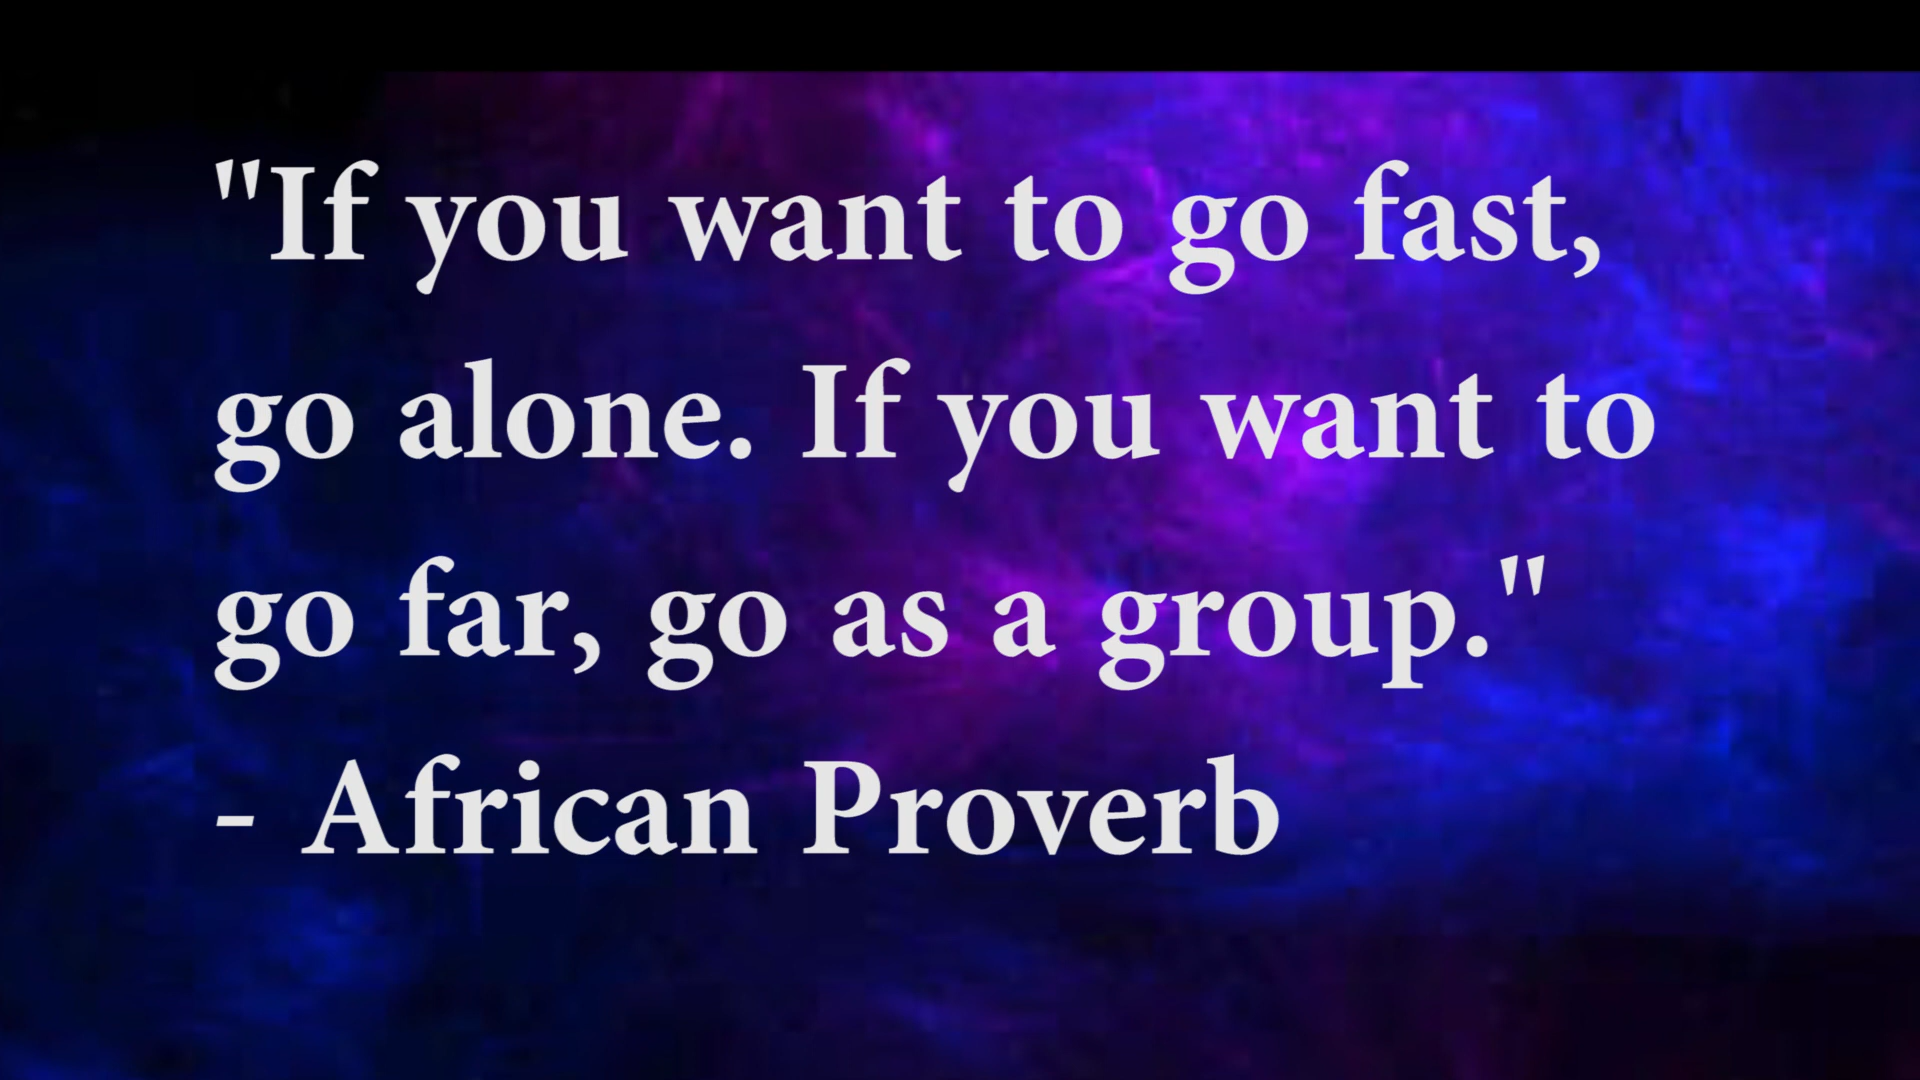 "If you want to go fast,
go alone. If you want to
go far, go as a group."
- African Proverb